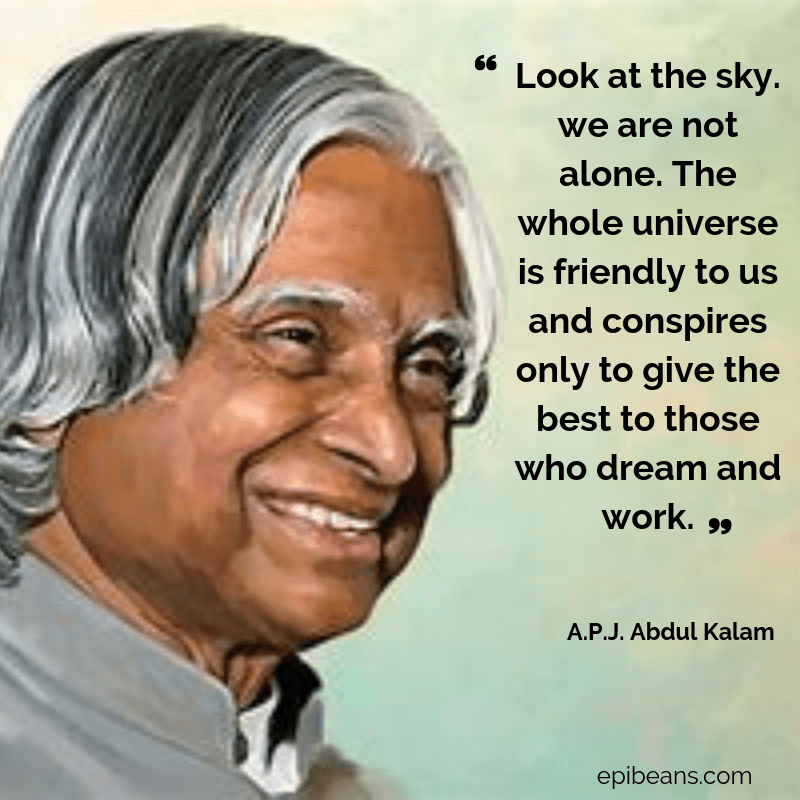 “ Look at the sky.
we are not
alone. The
whole universe
is friendly to us
and conspires
only to give the
best to those
who dream and
work. ”
A.P.J. Abdul Kalam
epibeans.com